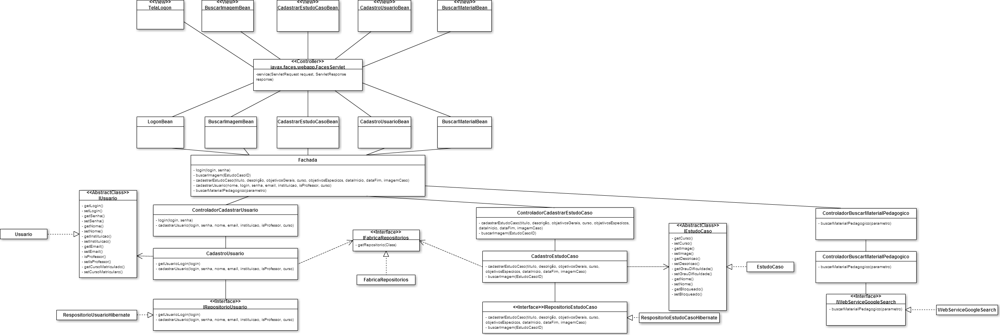 <<View>>
TelaLogon
<<View>>
BuscarImagemBean
<<View>>
CadastrarEstudoCasoBean
<<View>>
CadastroUsuarioBean
<<View>>
BuscarMaterialBean
<<Controller>>
javax.faces.webapp.FacesServlet
-service(ServletRequest request, ServletResponse
response)
LogonBean
BuscarImagemBean
CadastrarEstudoCasoBean
CadastroUsuarioBean
BuscarMaterialBean
Fachada
- login(login, senha)
- buscarImagem(EstudoCasoID)
- cadastrarEstudoCaso(titulo, descrição, objetivosGerais, curso, objetivosEspecicos, dataInicio, dataFim, imagemCaso)
- cadastrarUsuario(nome, login, senha, email, instituicao, isProfessor, curso)
- buscarMaterialPedagogico(parametro)
<<AbstractClass>>
IUsuario
- getLogin()
- setLogin()
- getSenha()
- setSenha()
- getNome()
- setNome()
- getInstituicao()
- setInstituicao()
- getEmail()
- setEmail()
- isProfessor()
- setIsProfessor()
- getCursoMatriculado()
- setCursoMatricularo()
Usuario
ControladorCadastrarUsuario
- login(login, senha)
- cadastrarUsuario(login, senha, nome, email, instituicao, isProfessor, curso)
CadastroUsuario
- getUsuarioLogin(login)
- cadastrarUsuario(login, senha, nome, email, instituicao, isProfessor, curso)
<<Interface>>
IRepositorioUsuario
- getUsuarioLogin(login)
- cadastrarUsuario(login, senha, nome, email, instituicao, isProfessor, curso)
RespositorioUsuarioHibernate
<<Interface>>
IFabricaRepositorios
- getRepositorio(Class)
FabricaRepositorios
ControladorCadastrarEstudoCaso
- cadastrarEstudoCaso(titulo, descrição, objetivosGerais, curso, objetivosEspecicos,
dataInicio, dataFim, imagemCaso)
- buscarImagem(EstudoCasoID)
CadastroEstudoCaso
- cadastrarEstudoCaso(titulo, descrição, objetivosGerais, curso,
objetivosEspecicos, dataInicio, dataFim, imagemCaso)
- buscarImagem(EstudoCasoID)
<<Interface>>IRepositorioEstudoCaso
- cadastrarEstudoCaso(titulo, descrição, objetivosGerais, curso,
objetivosEspecicos, dataInicio, dataFim, imagemCaso)
- buscarImagem(EstudoCasoID)
RespositorioEstudoCasoHibernate
<<AbstractClass>>
IEstudoCaso
- getCurso()
- setCurso()
- getImage()
- setImage()
- getDescricao()
- setDescricao()
- getGrauDificuldade()
- setGrauDificuldade()
- getNome()
- setNome()
- getBloqueado()
- setBloqueado()
EstudoCaso
ControladorBuscarMaterialPedagogico
- buscarMaterialPedagogico(parametro)
ControladorBuscarMaterialPedagogico
- buscarMaterialPedagogico(parametro)
<<Interface>>
IWebServiceGoogleSearch
- buscarMaterialPedagogico(parametro)
WebServiceGoogleSearch